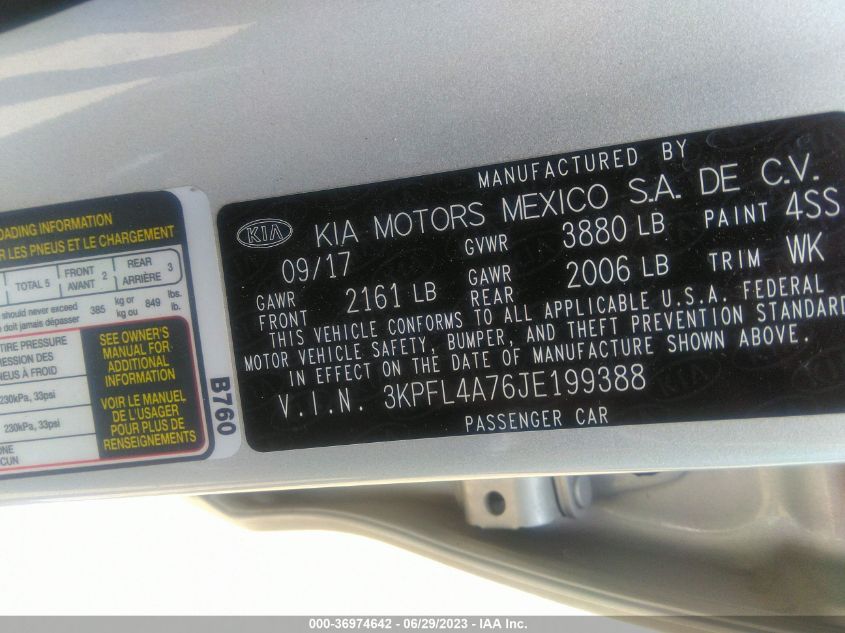 LOADING INFORMATION
LES PNEUS ET LE CHARGEMENT
TOTAL 5 FRONT AVANT 2 REAR ARRIÈRE 3
should never exceed 385 kg or 849 lbs.
doit jamais dépasser kg ou lb.
TIRE PRESSURE
DES
À FROID
230kPa, 33psi
230kPa, 33psi
SEE OWNER'S
MANUAL FOR
ADDITIONAL
INFORMATION
VOIR LE MANUEL
DE L'USAGER
POUR PLUS DE
RENSEIGNEMENTS
B760
MANUFACTURED BY
KIA KIA MOTORS MEXICO S.A. DE C.V.
09/17 GVWR 3880 LB PAINT 4SS
GAWR FRONT 2161 LB GAWR REAR 2006 LB TRIM WK
THIS VEHICLE CONFORMS TO ALL APPLICABLE U.S.A. FEDERAL
MOTOR VEHICLE SAFETY, BUMPER, AND THEFT PREVENTION STANDARD
IN EFFECT ON THE DATE OF MANUFACTURE SHOWN ABOVE.
V.I.N. 3KPFL4A76JE199388
PASSENGER CAR
000-36974642 - 06/29/2023 - IAA Inc.